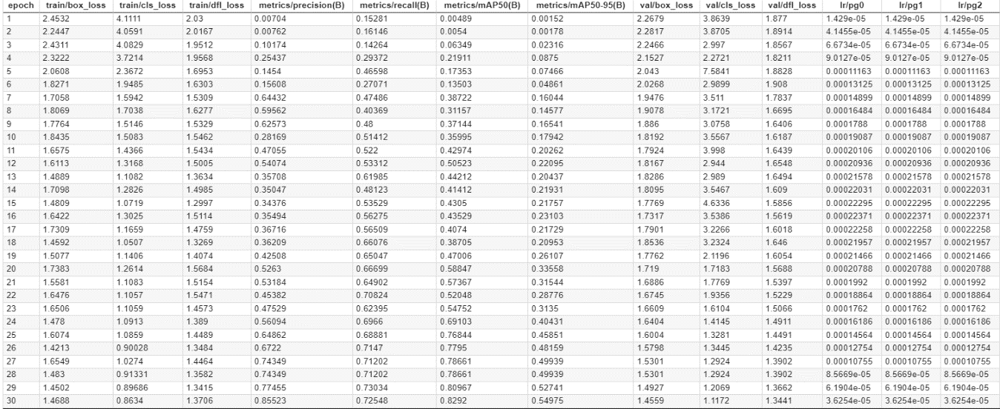 epoch train/box_loss train/cls_loss train/dfl_loss metrics/precision(B) metrics/recall(B) metrics/mAP50(B) metrics/mAP50-95(B) val/box_loss val/cls_loss val/dfl_loss lr/pg0 lr/pg1 lr/pg2
1 2.4532 4.1111 2.03 0.00704 0.15281 0.00489 0.00152 2.2679 3.8639 1.877 1.429e-05 1.429e-05 1.429e-05
2 2.2447 4.0591 2.0167 0.00762 0.16146 0.0054 0.00178 2.2817 3.8705 1.8914 4.1455e-05 4.1455e-05 4.1455e-05
3 2.4311 4.0829 1.9512 0.10174 0.14264 0.06349 0.02316 2.2466 2.997 1.8567 6.6734e-05 6.6734e-05 6.6734e-05
4 2.3222 3.7214 1.9568 0.25437 0.29372 0.21911 0.0875 2.1527 2.2721 1.8211 9.0127e-05 9.0127e-05 9.0127e-05
5 2.0608 2.3672 1.6953 0.1454 0.46598 0.17353 0.07466 2.043 7.5841 1.8828 0.00011163 0.00011163 0.00011163
6 1.8271 1.9485 1.6303 0.15608 0.27071 0.13503 0.04861 2.0268 2.9899 1.908 0.00013125 0.00013125 0.00013125
7 1.7058 1.5942 1.5309 0.64432 0.47486 0.38722 0.16044 1.9476 3.511 1.7837 0.00014899 0.00014899 0.00014899
8 1.8069 1.7038 1.6277 0.59562 0.40369 0.31157 0.14577 1.9078 3.1721 1.6695 0.00016484 0.00016484 0.00016484
9 1.7764 1.5146 1.5329 0.62573 0.48 0.37144 0.16541 1.886 3.0758 1.6406 0.0001788 0.0001788 0.0001788
10 1.8435 1.5083 1.5462 0.28169 0.51412 0.35995 0.17942 1.8192 3.5567 1.6187 0.00019087 0.00019087 0.00019087
11 1.6575 1.4366 1.5434 0.47055 0.522 0.42974 0.20262 1.7924 3.998 1.6439 0.00020106 0.00020106 0.00020106
12 1.6113 1.3168 1.5005 0.54074 0.53312 0.50523 0.22095 1.8167 2.944 1.6548 0.00020936 0.00020936 0.00020936
13 1.4889 1.1082 1.3634 0.35708 0.61985 0.44212 0.20437 1.8286 2.989 1.6494 0.00021578 0.00021578 0.00021578
14 1.7098 1.2826 1.4985 0.35047 0.48123 0.41412 0.21931 1.8095 3.5467 1.609 0.00022031 0.00022031 0.00022031
15 1.4809 1.0719 1.2997 0.34376 0.53529 0.4305 0.21757 1.7769 4.6336 1.5856 0.00022295 0.00022295 0.00022295
16 1.6422 1.3025 1.5114 0.35494 0.56275 0.43529 0.23103 1.7317 3.5386 1.5619 0.00022371 0.00022371 0.00022371
17 1.7309 1.1659 1.4759 0.36716 0.56509 0.4074 0.21729 1.7901 3.2266 1.6018 0.00022258 0.00022258 0.00022258
18 1.4592 1.0507 1.3269 0.36209 0.66076 0.38705 0.20953 1.8536 3.2324 1.646 0.00021957 0.00021957 0.00021957
19 1.5077 1.1406 1.4074 0.42508 0.65047 0.47006 0.26107 1.7762 2.1196 1.6054 0.00021466 0.00021466 0.00021466
20 1.7383 1.2614 1.5684 0.5263 0.66699 0.58847 0.33558 1.719 1.7183 1.5688 0.00020788 0.00020788 0.00020788
21 1.5581 1.1083 1.5154 0.53184 0.64902 0.57367 0.31544 1.6886 1.7769 1.5397 0.0001992 0.0001992 0.0001992
22 1.6476 1.1057 1.5471 0.45382 0.70824 0.52048 0.28776 1.6745 1.9356 1.5229 0.00018864 0.00018864 0.00018864
23 1.6506 1.1059 1.4573 0.47529 0.62395 0.54752 0.3135 1.6609 1.6104 1.5066 0.0001762 0.0001762 0.0001762
24 1.478 1.0913 1.389 0.56094 0.6966 0.69103 0.40431 1.6404 1.4145 1.4911 0.00016186 0.00016186 0.00016186
25 1.6074 1.0859 1.4489 0.64862 0.68881 0.76844 0.45851 1.6004 1.3281 1.4491 0.00014564 0.00014564 0.00014564
26 1.4213 0.90028 1.3484 0.6722 0.7147 0.7795 0.48159 1.5798 1.3445 1.4235 0.00012754 0.00012754 0.00012754
27 1.6549 1.0274 1.4464 0.74349 0.71202 0.78661 0.49939 1.5301 1.2924 1.3902 0.00010755 0.00010755 0.00010755
28 1.483 0.91331 1.3582 0.74349 0.71202 0.78661 0.49939 1.5301 1.2924 1.3902 8.5669e-05 8.5669e-05 8.5669e-05
29 1.4502 0.89686 1.3415 0.77455 0.73034 0.80967 0.52741 1.4927 1.2069 1.3662 6.1904e-05 6.1904e-05 6.1904e-05
30 1.4688 0.8634 1.3706 0.85523 0.72548 0.8292 0.54975 1.4559 1.1172 1.3441 3.6254e-05 3.6254e-05 3.6254e-05